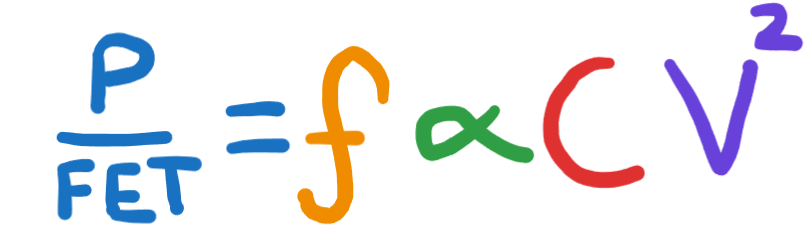 P/FET = f ∝ C V²